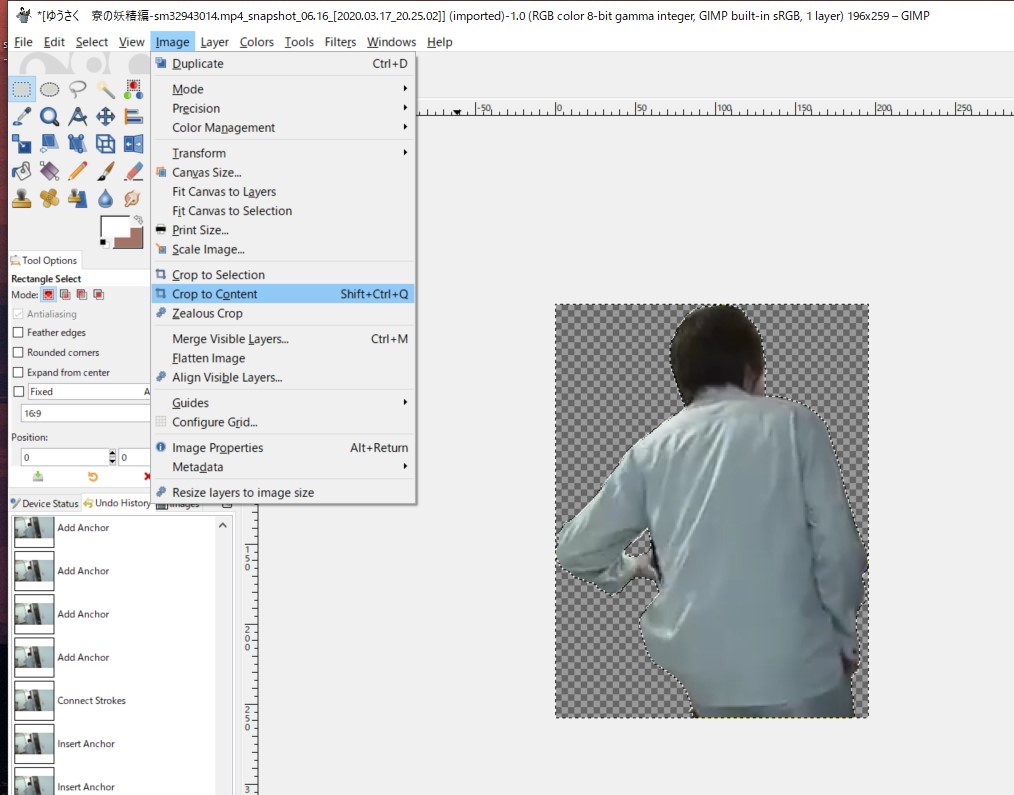 *[ゆうさく　寮の妖精編-sm32943014.mp4_snapshot_06.16_[2020.03.17_20.25.02]] (imported)-1.0 (RGB color 8-bit gamma integer, GIMP built-in sRGB, 1 layer) 196x259 – GIMP
File Edit Select View Image Layer Colors Tools Filters Windows Help
Duplicate Ctrl+D
Mode
Precision
Color Management
Transform
Canvas Size...
Fit Canvas to Layers
Fit Canvas to Selection
Print Size...
Scale Image...
Crop to Selection
Crop to Content Shift+Ctrl+Q
Zealous Crop
Merge Visible Layers... Ctrl+M
Flatten Image
Align Visible Layers...
Guides
Configure Grid...
Image Properties Alt+Return
Metadata
Resize layers to image size
-50 0 50 100 150 200 250
Tool Options
Rectangle Select
Mode:
Antialiasing
Feather edges
Rounded corners
Expand from center
Fixed A
16:9
Position:
0 0
Device Status Undo History Images
Add Anchor
Add Anchor
Add Anchor
Add Anchor
Connect Strokes
Insert Anchor
Insert Anchor
150
200
250
3